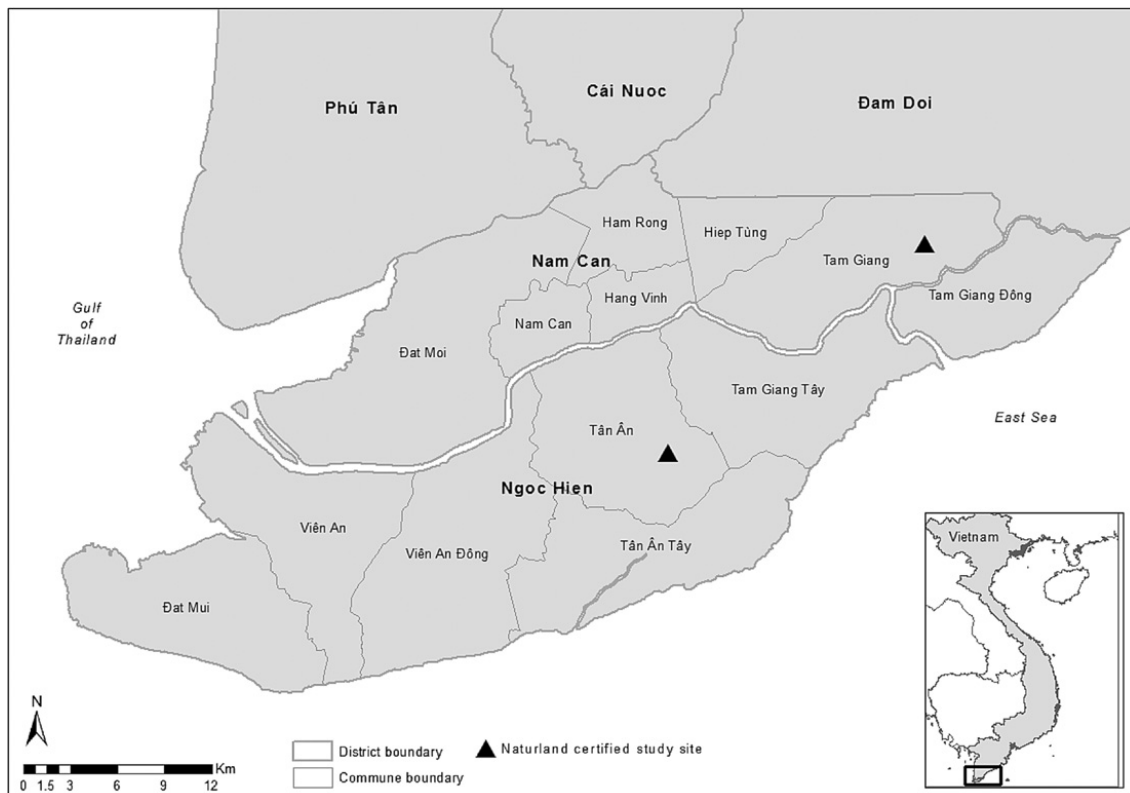 Cái Nuoc
Phú Tân
Đam Doi
Ham Rong
Hiep Tùng
Nam Can
Tam Giang
Hang Vinh
Tam Giang Đông
Gulf
of
Thailand
Nam Can
Đat Moi
Tam Giang Tây
East Sea
Tân Ân
Ngoc Hien
Viên An
Viên An Đông
Tân Ân Tây
Vietnam
Đat Mui
N
Km
0 1.5 3 6 9 12
District boundary
Commune boundary
Naturland certified study site